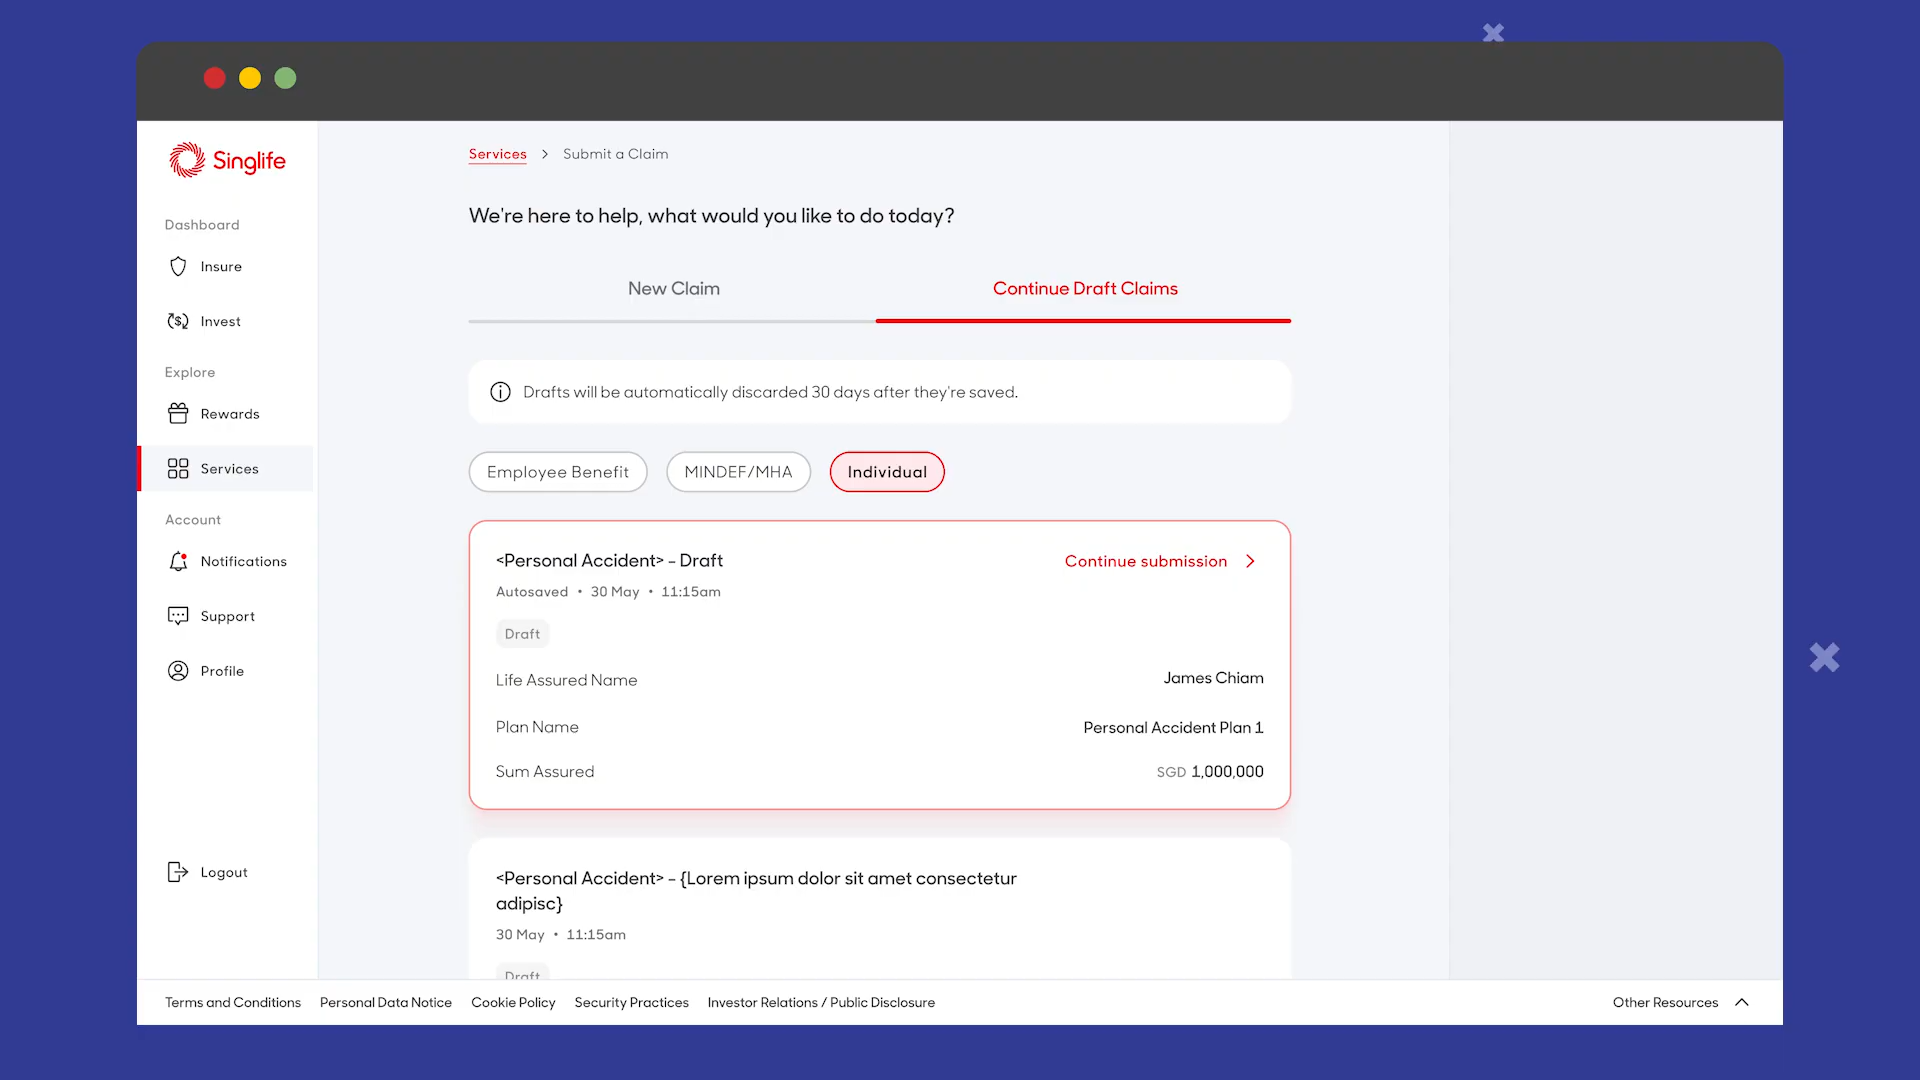 Singlife
Dashboard
Insure
Invest
Explore
Rewards
Services
Account
Notifications
Support
Profile
Logout
Services > Submit a Claim
We're here to help, what would you like to do today?
New Claim
Continue Draft Claims
Drafts will be automatically discarded 30 days after they're saved.
Employee Benefit
MINDEF/MHA
Individual
<Personal Accident> – Draft
Continue submission >
Autosaved • 30 May • 11:15am
Draft
Life Assured Name
James Chiam
Plan Name
Personal Accident Plan 1
Sum Assured
SGD 1,000,000
<Personal Accident> – {Lorem ipsum dolor sit amet consectetur
adipisc}
30 May • 11:15am
Draft
Terms and Conditions
Personal Data Notice
Cookie Policy
Security Practices
Investor Relations / Public Disclosure
Other Resources